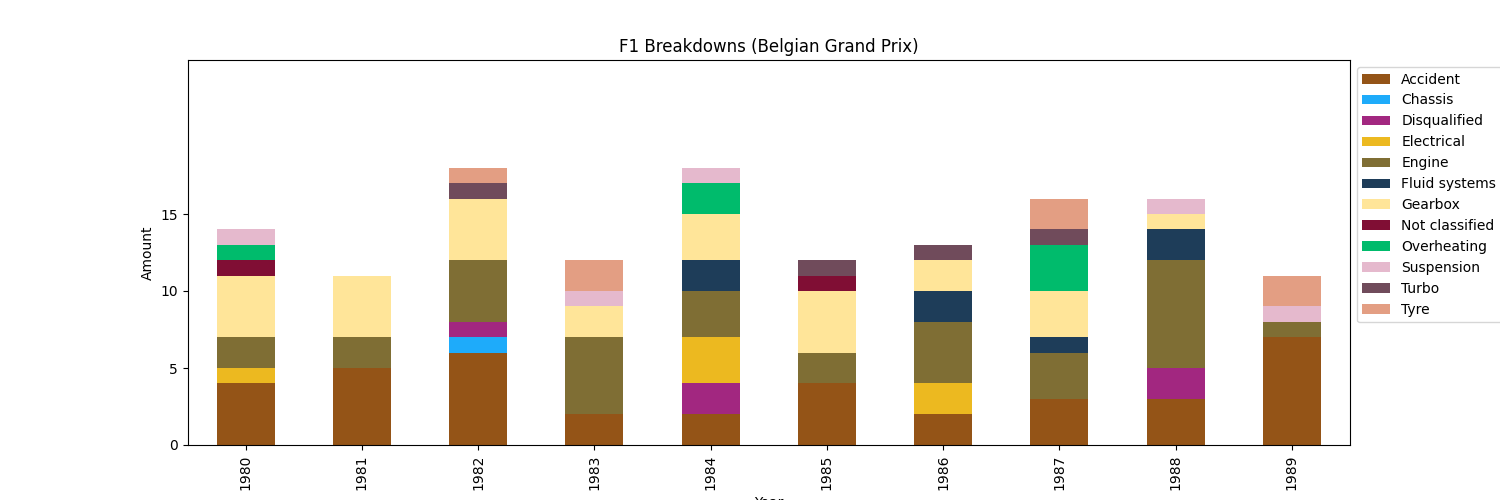 F1 Breakdowns (Belgian Grand Prix)
Amount
15
10
5
0
1980
1981
1982
1983
1984
1985
1986
1987
1988
1989
Year
Accident
Chassis
Disqualified
Electrical
Engine
Fluid systems
Gearbox
Not classified
Overheating
Suspension
Turbo
Tyre